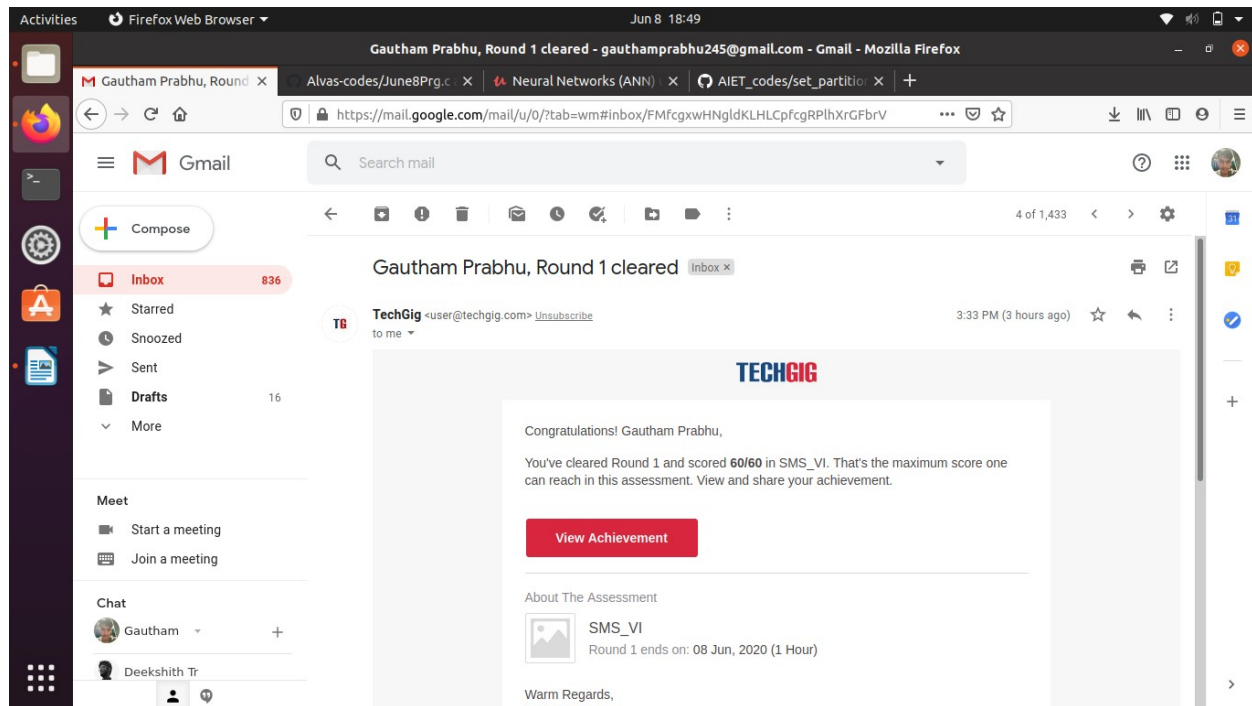 Activities Firefox Web Browser Jun 8 18:49
Gautham Prabhu, Round 1 cleared - gauthamprabhu245@gmail.com - Gmail - Mozilla Firefox
Gautham Prabhu, Round Alvas-codes/June8Prg.c Neural Networks (ANN) AIET_codes/set_partition
https://mail.google.com/mail/u/0/?tab=wm#inbox/FMfcgxwHNgldKLHLCpfcgRPlhXrGFbrV
Gmail
Search mail
Compose
4 of 1,433
31
Inbox 836
Starred
Snoozed
Sent
Drafts 16
More
Meet
Start a meeting
Join a meeting
Chat
Gautham
Deekshith Tr
Gautham Prabhu, Round 1 cleared Inbox ×
TG
TechGig <user@techgig.com> Unsubscribe 3:33 PM (3 hours ago)
to me
TECHGIG
Congratulations! Gautham Prabhu,
You've cleared Round 1 and scored 60/60 in SMS_VI. That's the maximum score one
can reach in this assessment. View and share your achievement.
View Achievement
About The Assessment
SMS_VI
Round 1 ends on: 08 Jun, 2020 (1 Hour)
Warm Regards,